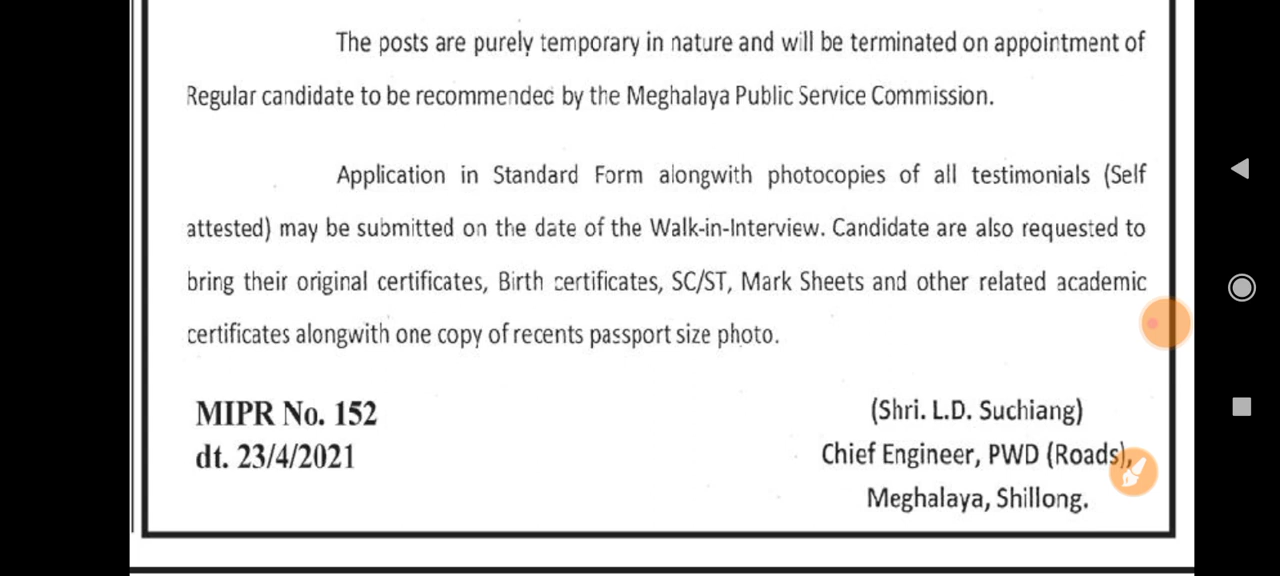 The posts are purely temporary in nature and will be terminated on appointment of
Regular candidate to be recommended by the Meghalaya Public Service Commission.
Application in Standard Form alongwith photocopies of all testimonials (Self
attested) may be submitted on the date of the Walk-in-Interview. Candidate are also requested to
bring their original certificates, Birth certificates, SC/ST, Mark Sheets and other related academic
certificates alongwith one copy of recents passport size photo.
MIPR No. 152
dt. 23/4/2021
(Shri. L.D. Suchiang)
Chief Engineer, PWD (Roads),
Meghalaya, Shillong.